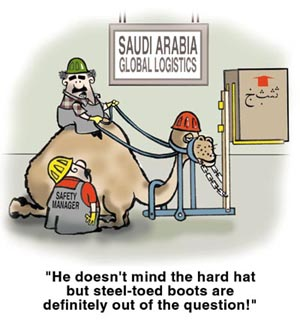 SAUDI ARABIA
GLOBAL LOGISTICS
SAFETY
MANAGER
"He doesn't mind the hard hat
but steel-toed boots are
definitely out of the question!"